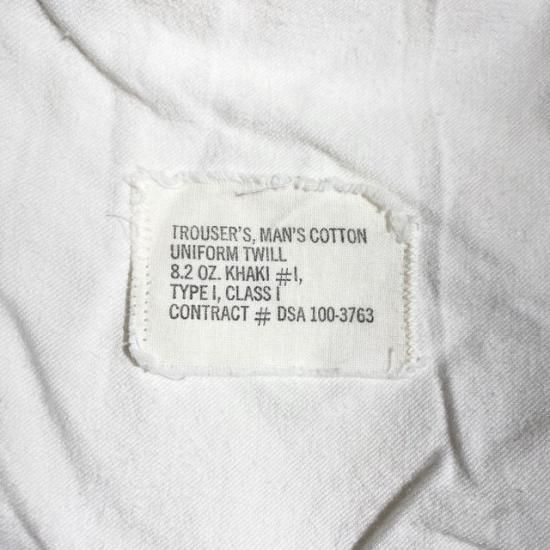 TROUSER'S, MAN'S COTTON
UNIFORM TWILL
8.2 OZ. KHAKI #1,
TYPE I, CLASS I
CONTRACT # DSA 100-3763